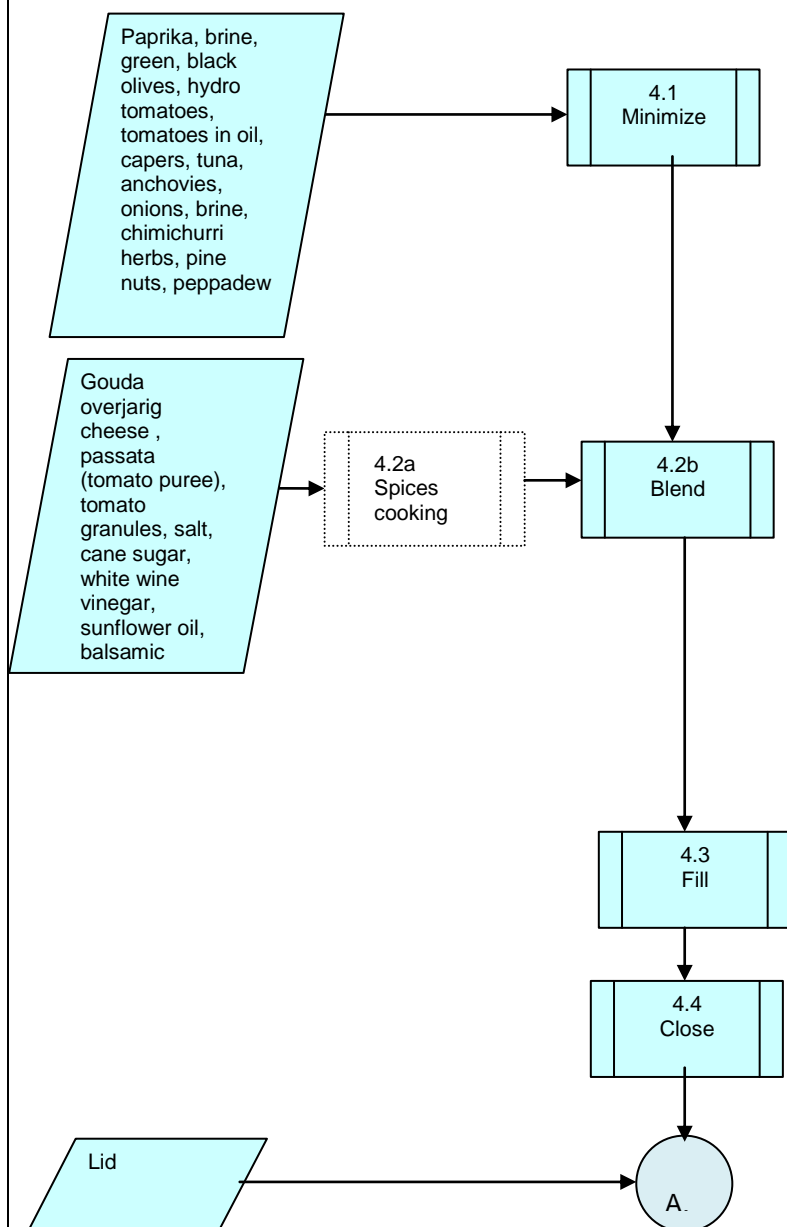 Paprika, brine,
green, black
olives, hydro
tomatoes,
tomatoes in oil,
capers, tuna,
anchovies,
onions, brine,
chimichurri
herbs, pine
nuts, peppadew
4.1
Minimize
Gouda
overjarig
cheese ,
passata
(tomato puree),
tomato
granules, salt,
cane sugar,
white wine
vinegar,
sunflower oil,
balsamic
4.2a
Spices
cooking
4.2b
Blend
4.3
Fill
4.4
Close
Lid
A.